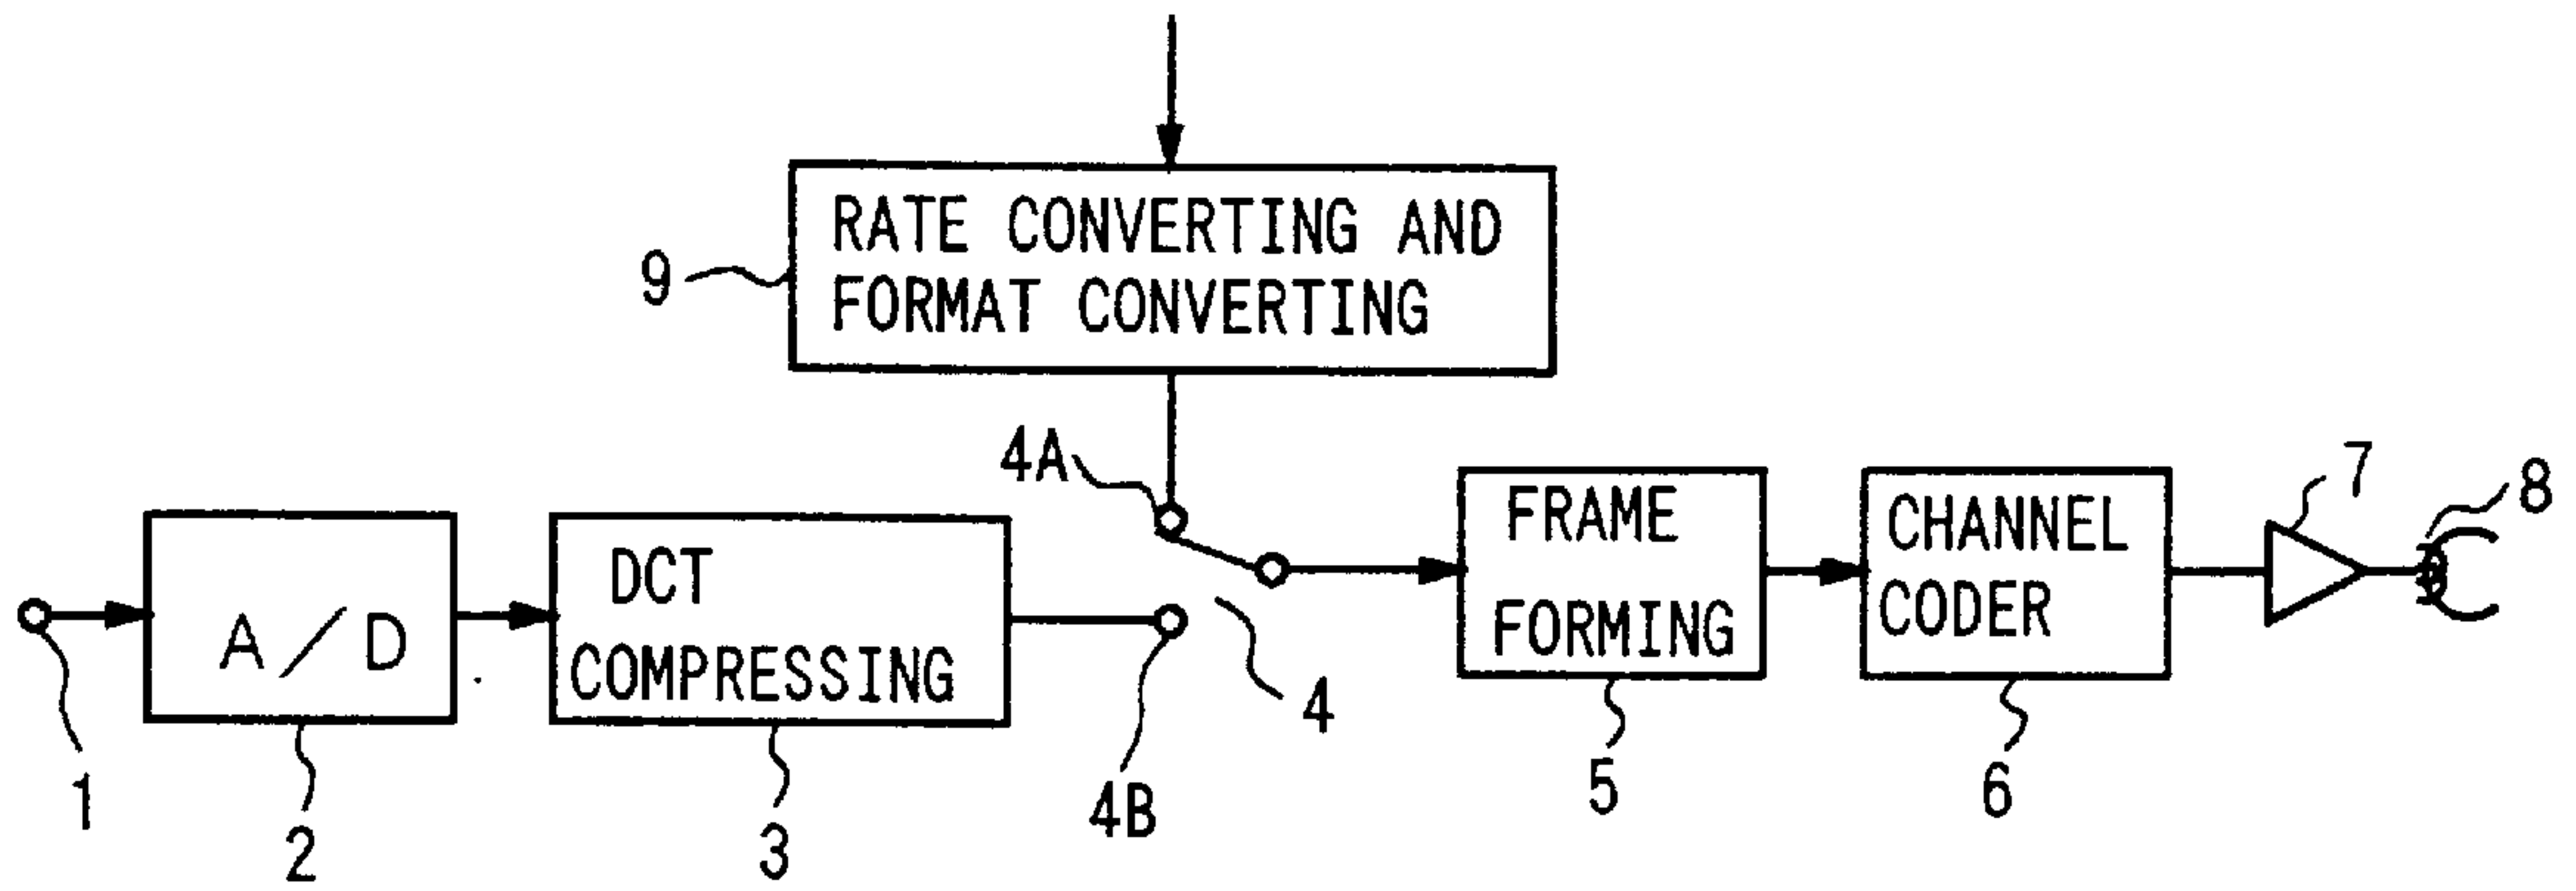 RATE CONVERTING AND
FORMAT CONVERTING
9
4A
7
8
FRAME
FORMING
CHANNEL
CODER
DCT
COMPRESSING
A/D
4
1
2
3
4B
5
6